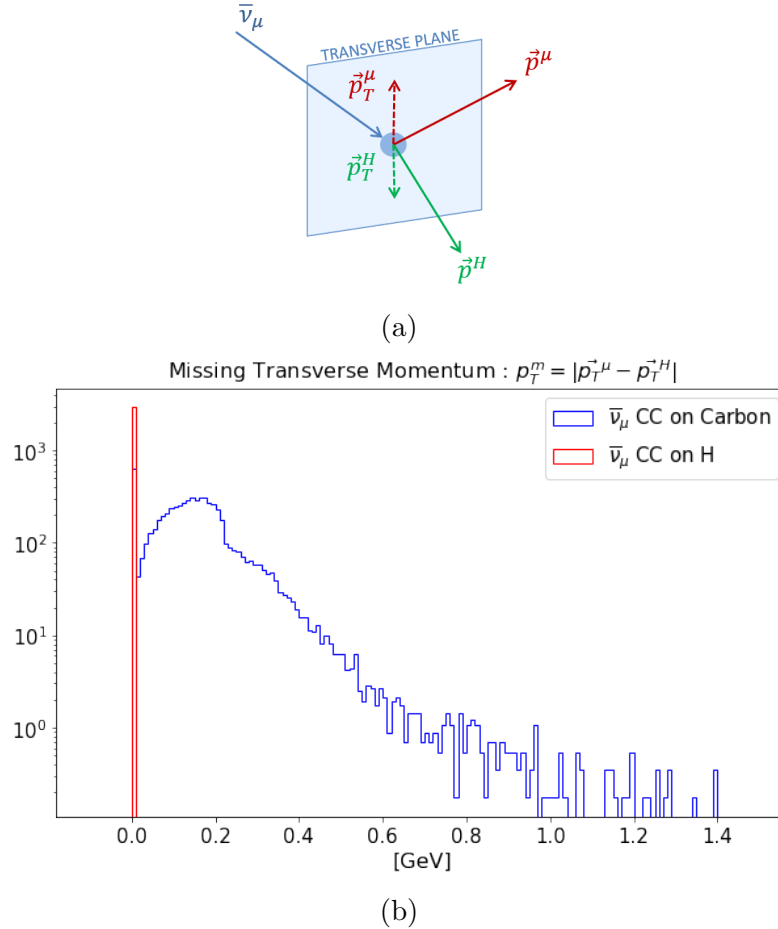 ν̅_μ
TRANSVERSE PLANE
p⃗^μ
p⃗_T^μ
p⃗_T^H
p⃗^H
(a)
Missing Transverse Momentum : p_T^m = |p⃗_T^μ − p⃗_T^H|
ν̅_μ CC on Carbon
ν̅_μ CC on H
10^3
10^2
10^1
10^0
0.0 0.2 0.4 0.6 0.8 1.0 1.2 1.4
[GeV]
(b)